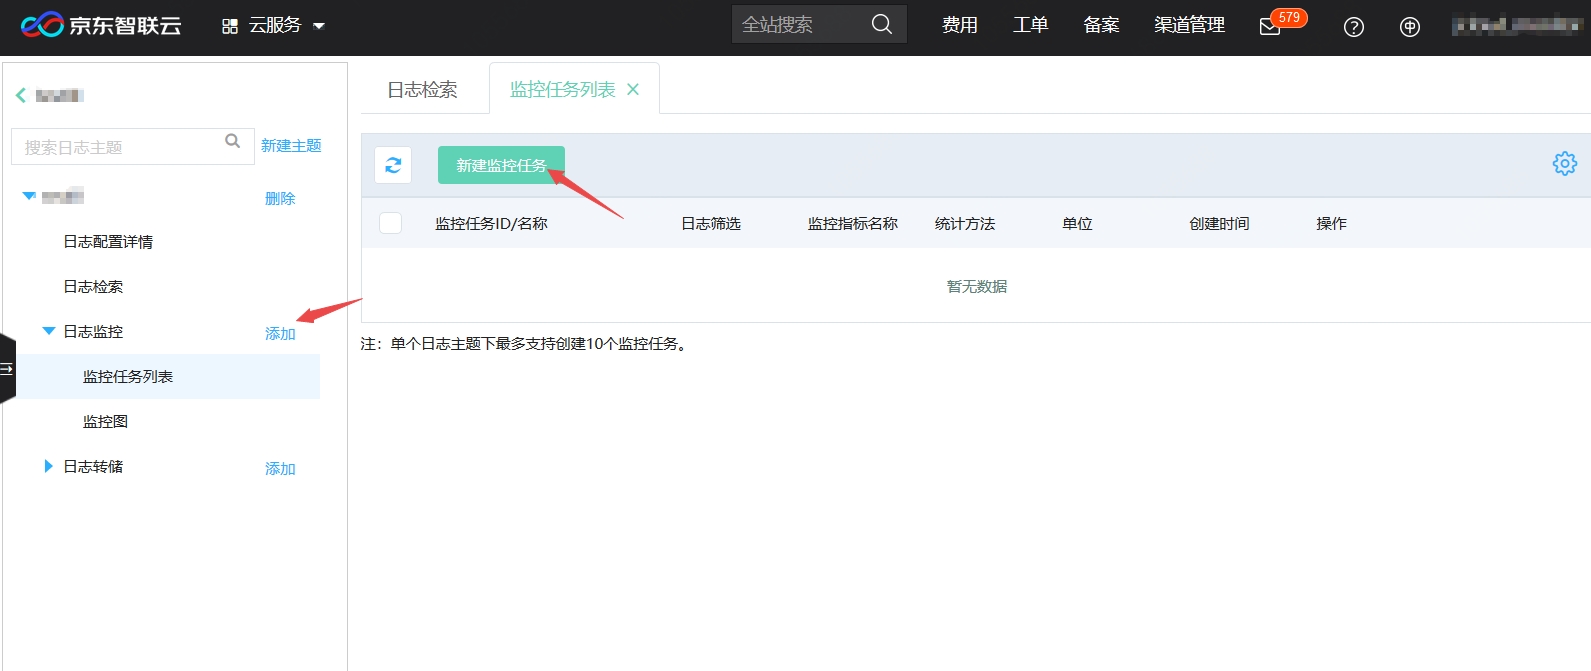 京东智联云
云服务
全站搜索
费用
工单
备案
渠道管理
579
搜索日志主题
新建主题
删除
日志配置详情
日志检索
日志监控
添加
监控任务列表
监控图
日志转储
添加
日志检索
监控任务列表
新建监控任务
监控任务ID/名称 日志筛选 监控指标名称 统计方法 单位 创建时间 操作
暂无数据
注：单个日志主题下最多支持创建10个监控任务。